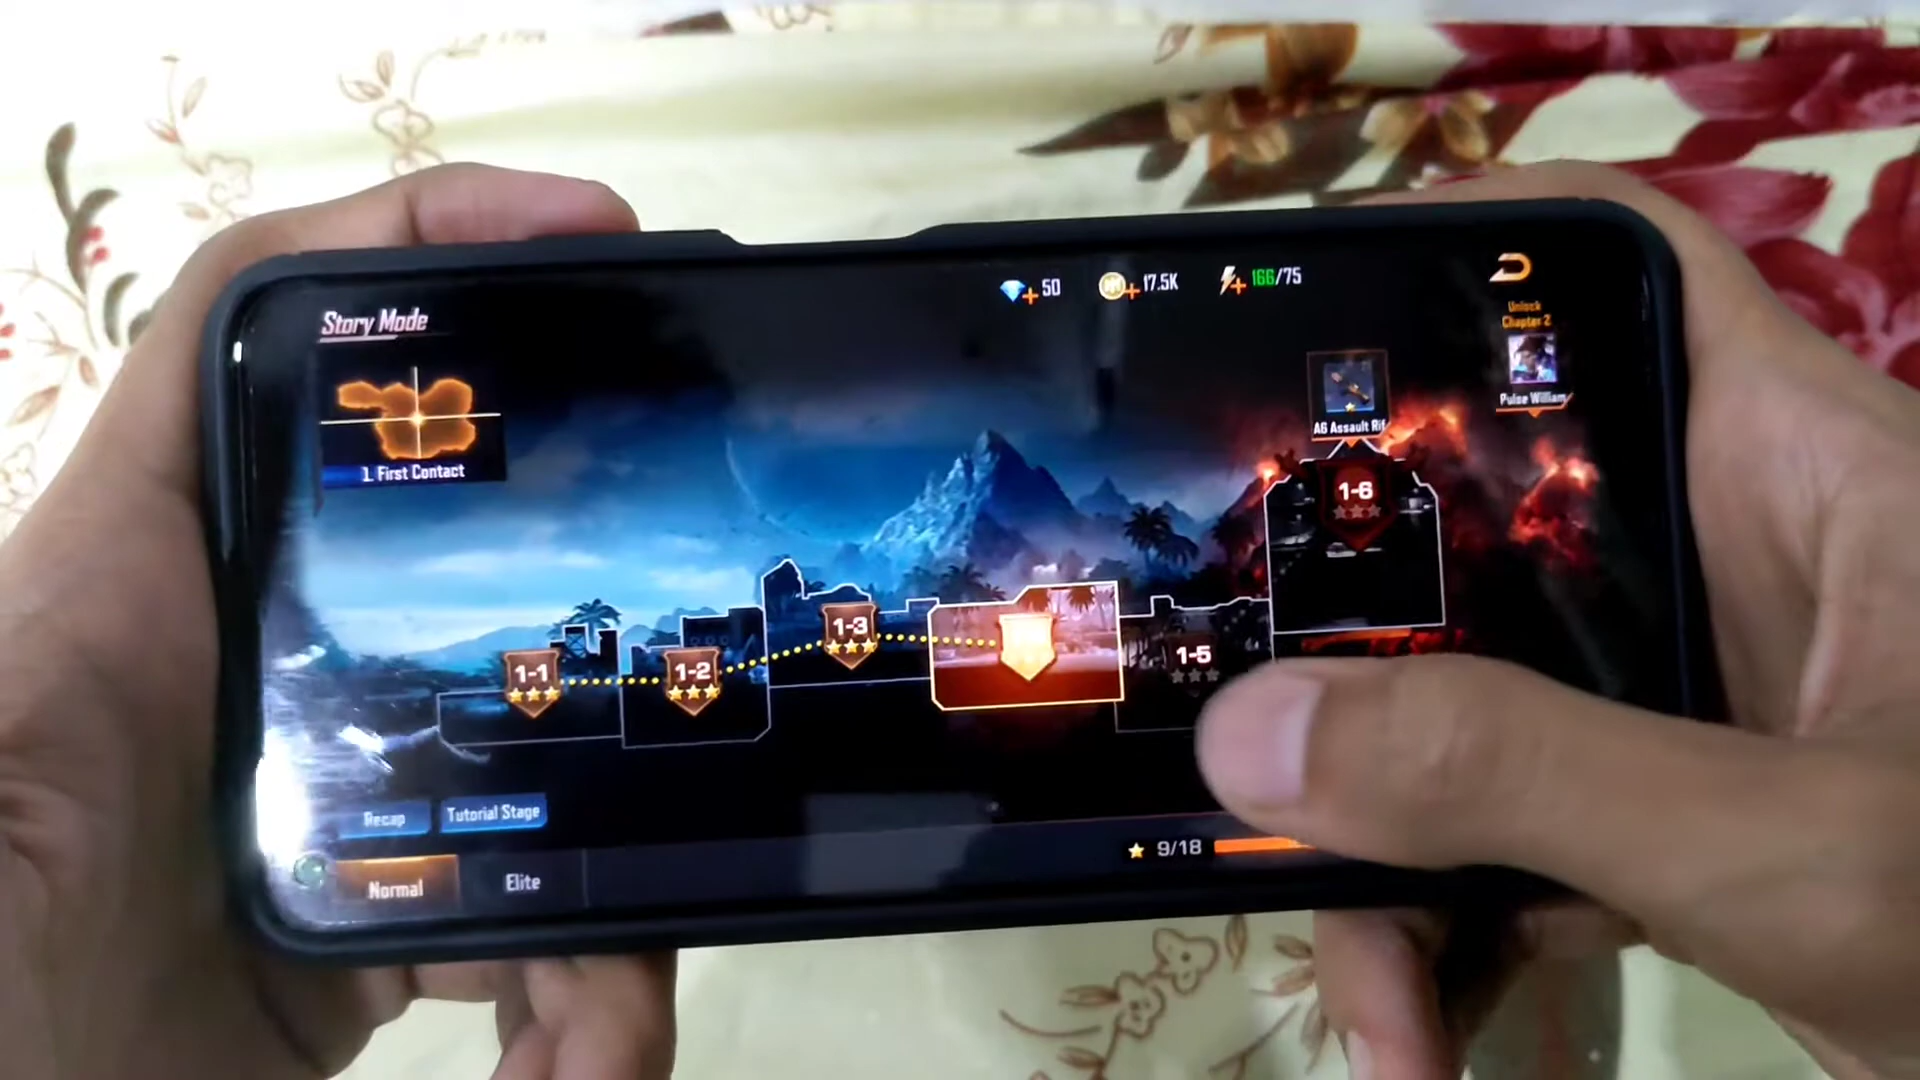 50
17.5K
166/75
Story Mode
Unlock
Chapter 2
Pulse William
A6 Assault Rif
1. First Contact
1-6
1-3
1-5
1-1
1-2
Recap
Tutorial Stage
9/18
Normal
Elite